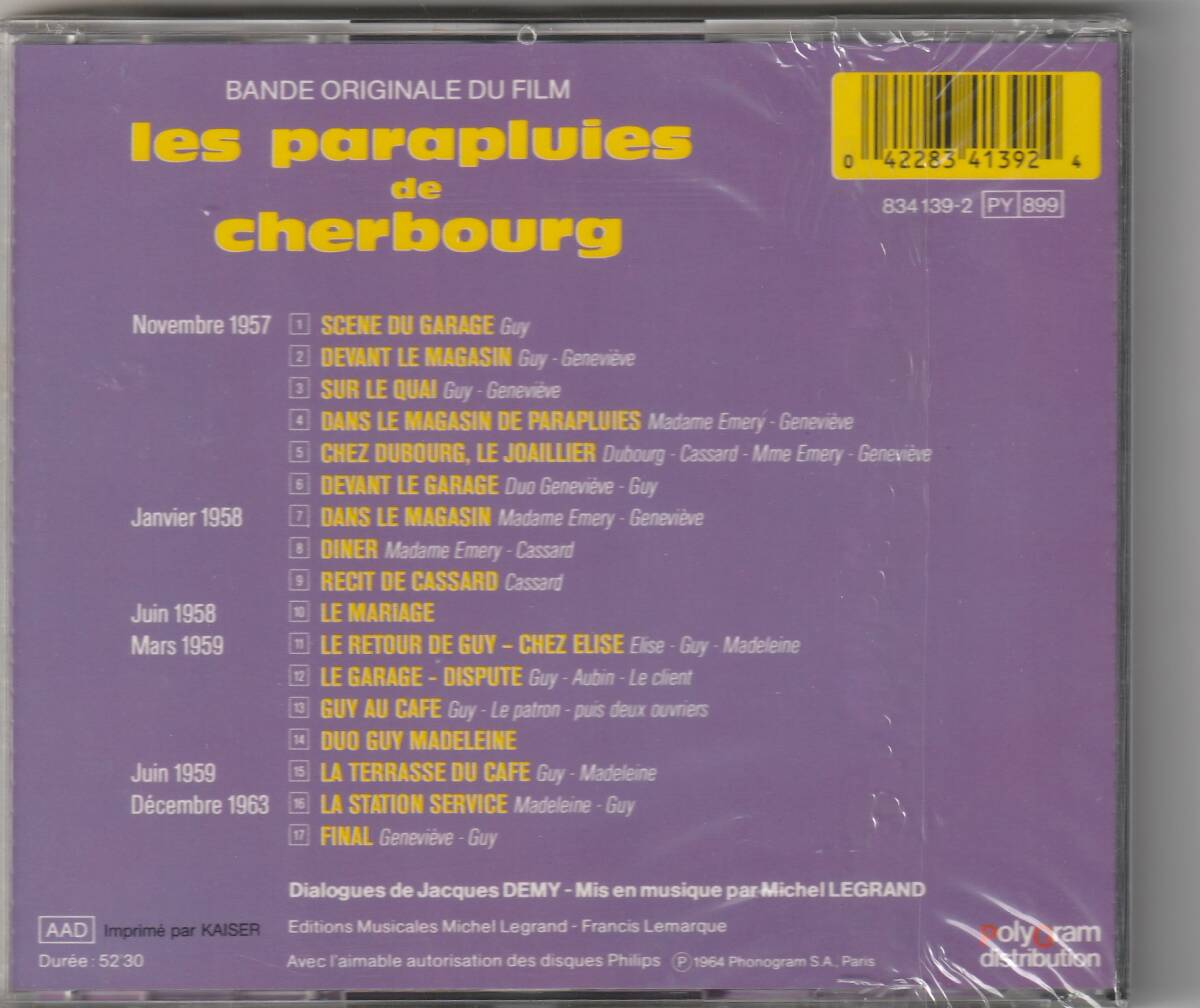 BANDE ORIGINALE DU FILM
les parapluies
de
cherbourg
0 42283 41392 4
834 139-2 PY 899
Novembre 1957 1 SCENE DU GARAGE Guy
2 DEVANT LE MAGASIN Guy - Geneviève
3 SUR LE QUAI Guy - Geneviève
4 DANS LE MAGASIN DE PARAPLUIES Madame Emery - Geneviève
5 CHEZ DUBOURG, LE JOAILLIER Dubourg - Cassard - Mme Emery - Geneviève
6 DEVANT LE GARAGE Duo Geneviève - Guy
Janvier 1958 7 DANS LE MAGASIN Madame Emery - Geneviève
8 DINER Madame Emery - Cassard
9 RECIT DE CASSARD Cassard
Juin 1958 10 LE MARIAGE
Mars 1959 11 LE RETOUR DE GUY – CHEZ ELISE Elise - Guy - Madeleine
12 LE GARAGE - DISPUTE Guy - Aubin - Le client
13 GUY AU CAFE Guy - Le patron - puis deux ouvriers
14 DUO GUY MADELEINE
Juin 1959 15 LA TERRASSE DU CAFE Guy - Madeleine
Décembre 1963 16 LA STATION SERVICE Madeleine - Guy
17 FINAL Geneviève - Guy
Dialogues de Jacques DEMY - Mis en musique par Michel LEGRAND
AAD Imprimé par KAISER
Editions Musicales Michel Legrand - Francis Lemarque
Durée : 52'30
Avec l'aimable autorisation des disques Philips Ⓟ 1964 Phonogram S.A., Paris
polyGram
distribution